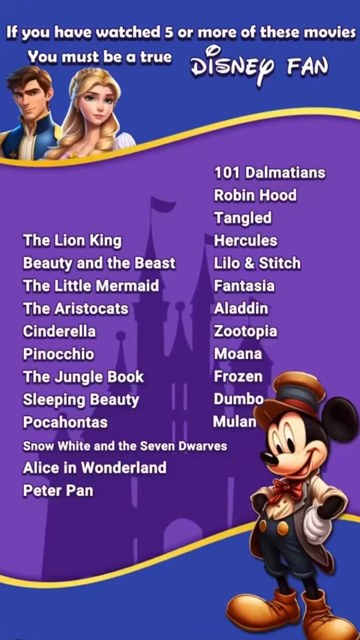 If you have watched 5 or more of these movies
You must be a true DISNEY FAN
The Lion King
Beauty and the Beast
The Little Mermaid
The Aristocats
Cinderella
Pinocchio
The Jungle Book
Sleeping Beauty
Pocahontas
Snow White and the Seven Dwarves
Alice in Wonderland
Peter Pan
101 Dalmatians
Robin Hood
Tangled
Hercules
Lilo & Stitch
Fantasia
Aladdin
Zootopia
Moana
Frozen
Dumbo
Mulan